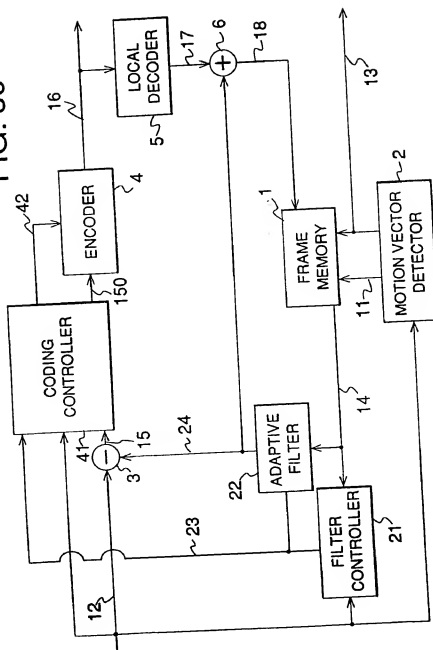 FIG.
42
16
CODING
CONTROLLER
ENCODER
4
150
LOCAL
DECODER
5
17
6
18
41
15
24
3
12
23
22
ADAPTIVE
FILTER
14
FRAME
MEMORY
1
13
11
2
MOTION VECTOR
DETECTOR
FILTER
CONTROLLER
21